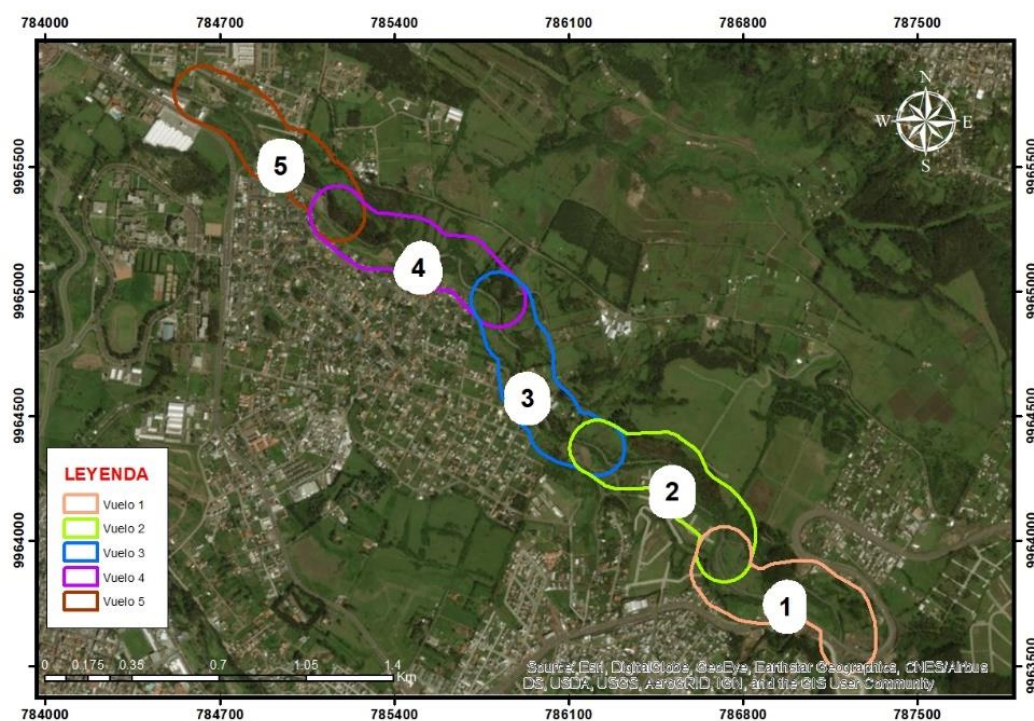 784000 784700 785400 786100 786800 787500
N
W E
S
9965500 9965500
5
4
9965000 9965000
3
9964500 9964500
LEYENDA
Vuelo 1
Vuelo 2
Vuelo 3
Vuelo 4
Vuelo 5
2
9964000 9964000
1
0 0.175 0.35 0.7 1.05 1.4
Km
9963500
Source: Esri, DigitalGlobe, GeoEye, Earthstar Geographics, CNES/Airbus
DS, USDA, USGS, AeroGRID, IGN, and the GIS User Community
784000 784700 785400 786100 786800 787500